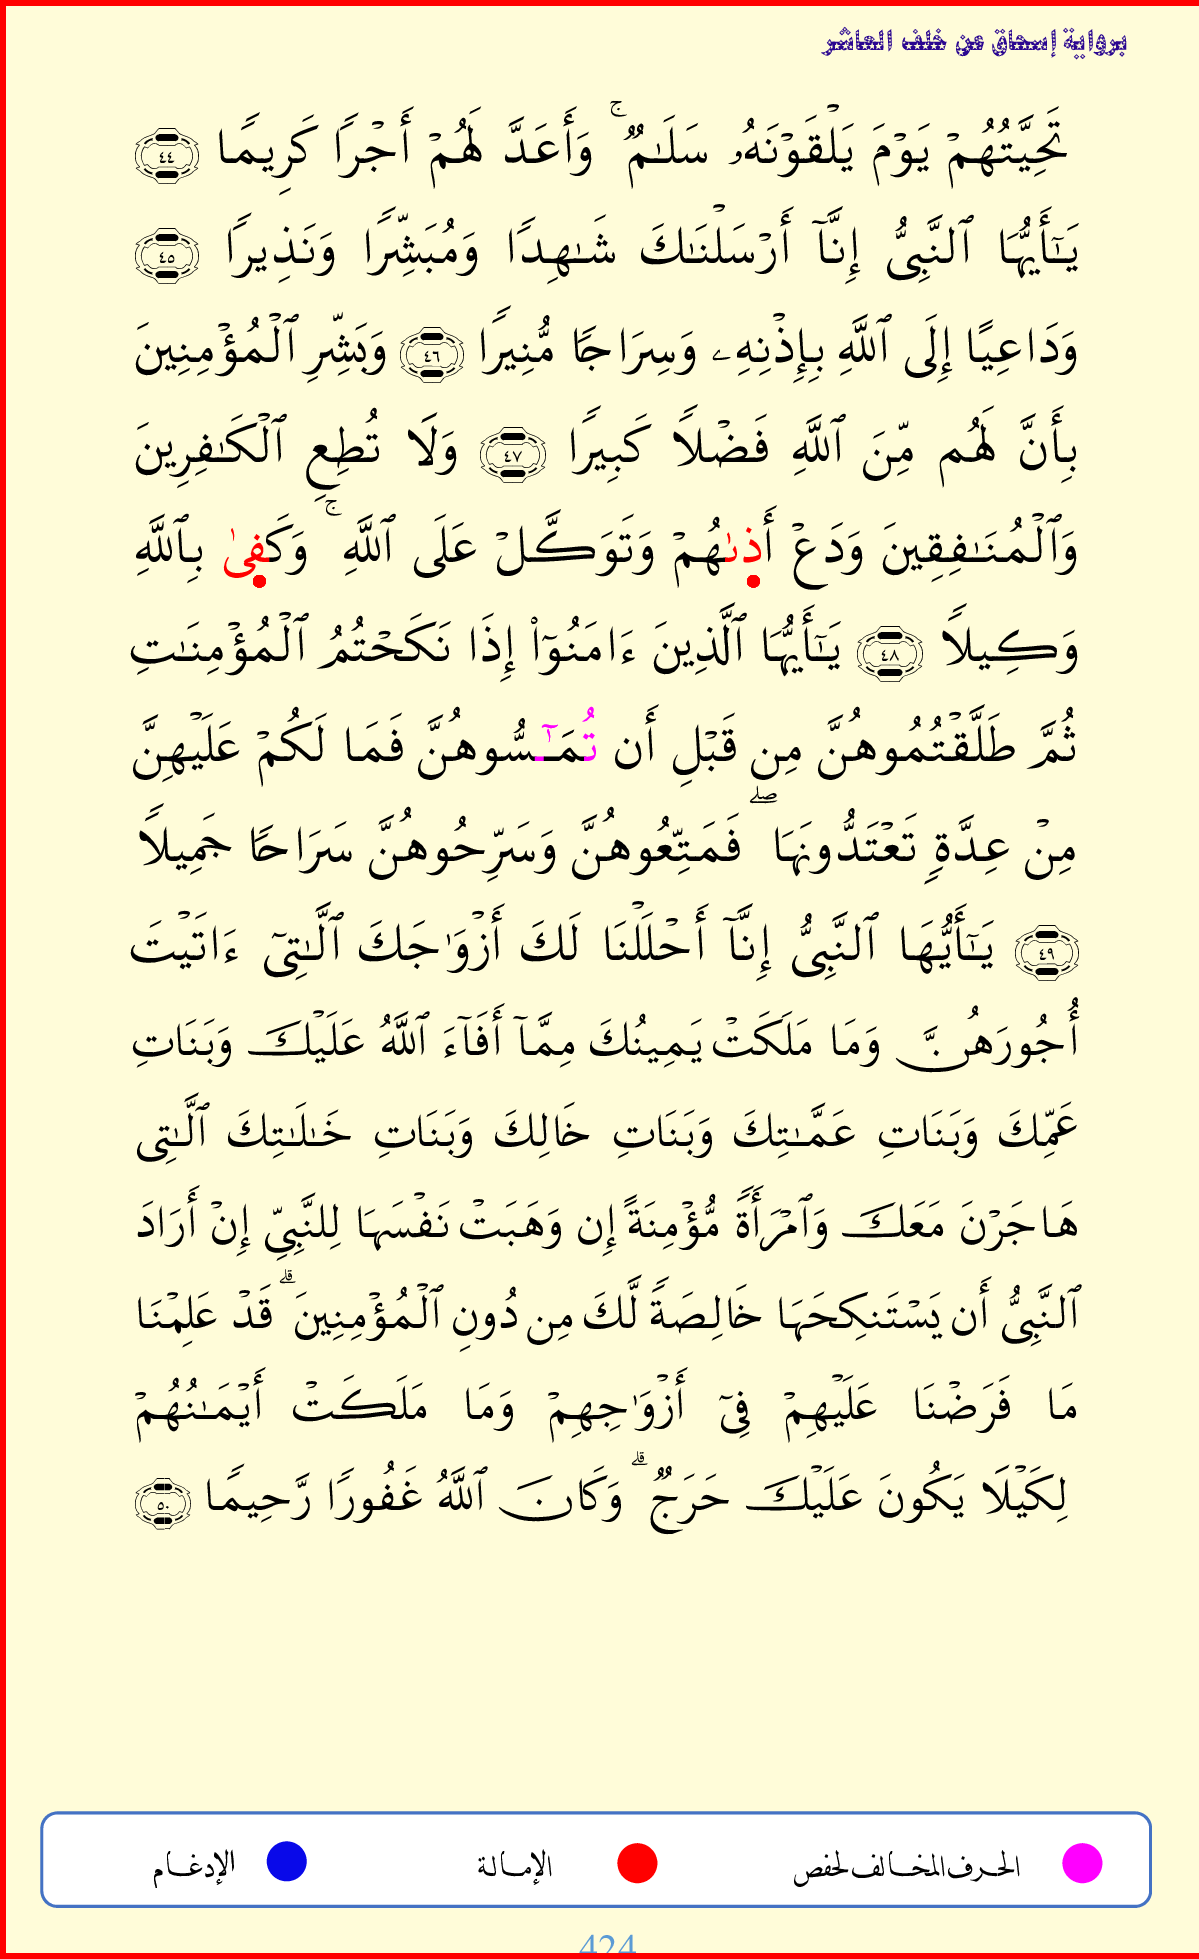 برواية إسحاق عن خلف العاشر
تَحِيَّتُهُمْ يَوْمَ يَلْقَوْنَهُۥ سَلَـٰمٌ ۚ وَأَعَدَّ لَهُمْ أَجْرًا كَرِيمًا ٤٤
يَـٰٓأَيُّهَا ٱلنَّبِىُّ إِنَّآ أَرْسَلْنَـٰكَ شَـٰهِدًا وَمُبَشِّرًا وَنَذِيرًا ٤٥
وَدَاعِيًا إِلَى ٱللَّهِ بِإِذْنِهِۦ وَسِرَاجًا مُّنِيرًا ٤٦ وَبَشِّرِ ٱلْمُؤْمِنِينَ
بِأَنَّ لَهُم مِّنَ ٱللَّهِ فَضْلًا كَبِيرًا ٤٧ وَلَا تُطِعِ ٱلْكَـٰفِرِينَ
وَٱلْمُنَـٰفِقِينَ وَدَعْ أَذٜىٰهُمْ وَتَوَكَّلْ عَلَى ٱللَّهِ ۚ وَكَفٜىٰ بِٱللَّهِ
وَكِيلًا ٤٨ يَـٰٓأَيُّهَا ٱلَّذِينَ ءَامَنُوٓا۟ إِذَا نَكَحْتُمُ ٱلْمُؤْمِنَـٰتِ
ثُمَّ طَلَّقْتُمُوهُنَّ مِن قَبْلِ أَن تُمَـٰٓسُّوهُنَّ فَمَا لَكُمْ عَلَيْهِنَّ
مِنْ عِدَّةٍ تَعْتَدُّونَهَا ۖ فَمَتِّعُوهُنَّ وَسَرِّحُوهُنَّ سَرَاحًا جَمِيلًا
٤٩ يَـٰٓأَيُّهَا ٱلنَّبِىُّ إِنَّآ أَحْلَلْنَا لَكَ أَزْوَٰجَكَ ٱلَّـٰتِىٓ ءَاتَيْتَ
أُجُورَهُنَّ وَمَا مَلَكَتْ يَمِينُكَ مِمَّآ أَفَآءَ ٱللَّهُ عَلَيْكَ وَبَنَاتِ
عَمِّكَ وَبَنَاتِ عَمَّـٰتِكَ وَبَنَاتِ خَالِكَ وَبَنَاتِ خَـٰلَـٰتِكَ ٱلَّـٰتِى
هَاجَرْنَ مَعَكَ وَٱمْرَأَةً مُّؤْمِنَةً إِن وَهَبَتْ نَفْسَهَا لِلنَّبِىِّ إِنْ أَرَادَ
ٱلنَّبِىُّ أَن يَسْتَنكِحَهَا خَالِصَةً لَّكَ مِن دُونِ ٱلْمُؤْمِنِينَ ۗ قَدْ عَلِمْنَا
مَا فَرَضْنَا عَلَيْهِمْ فِىٓ أَزْوَٰجِهِمْ وَمَا مَلَكَتْ أَيْمَـٰنُهُمْ
لِكَيْلَا يَكُونَ عَلَيْكَ حَرَجٌ ۗ وَكَانَ ٱللَّهُ غَفُورًا رَّحِيمًا ٥٠
الحرف المخالف لحفص الإمالة الإدغام
424